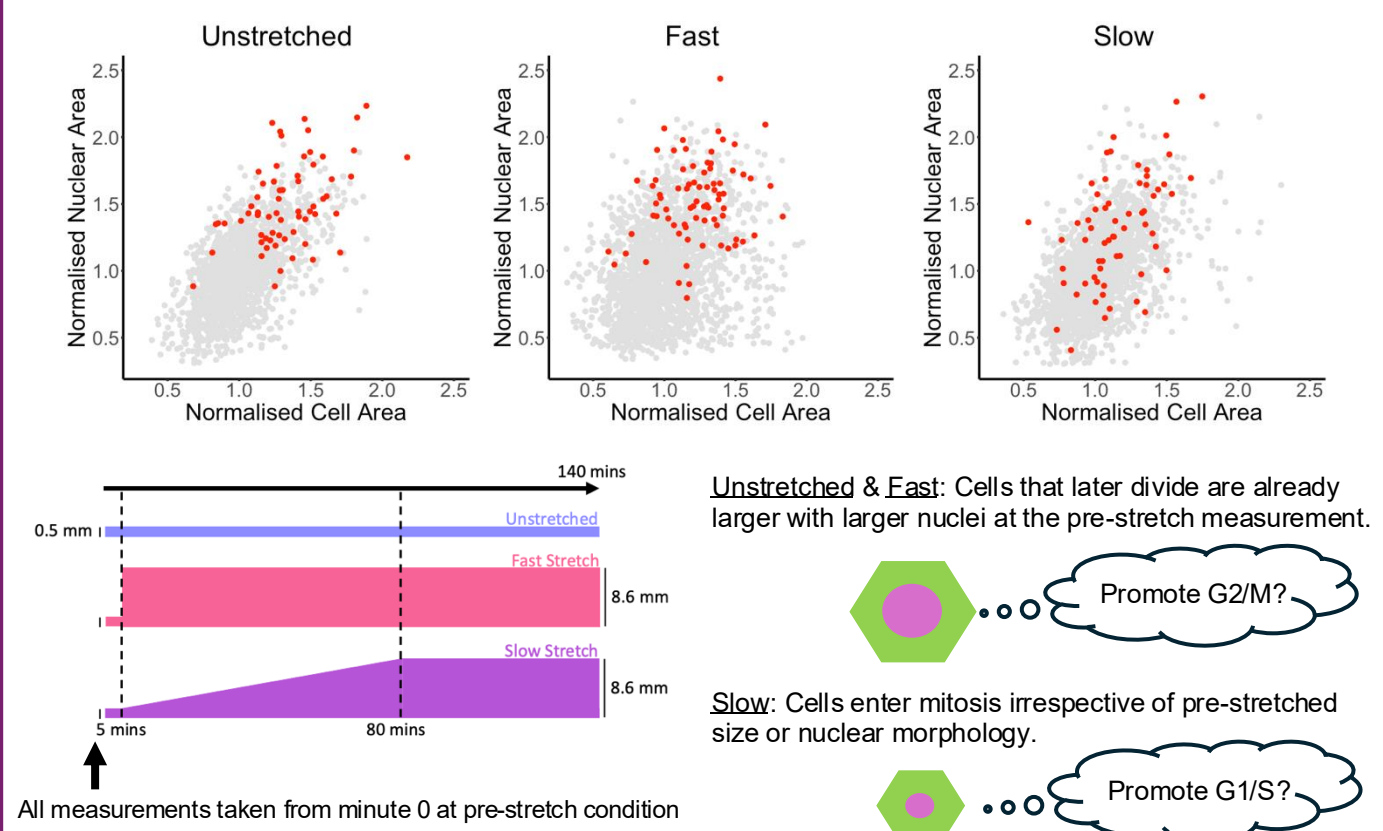 Unstretched
Fast
Slow
Normalised Nuclear Area
2.5
2.0
1.5
1.0
0.5
0.5 1.0 1.5 2.0 2.5
Normalised Cell Area
Normalised Nuclear Area
2.5
2.0
1.5
1.0
0.5
0.5 1.0 1.5 2.0 2.5
Normalised Cell Area
Normalised Nuclear Area
2.5
2.0
1.5
1.0
0.5
0.5 1.0 1.5 2.0 2.5
Normalised Cell Area
140 mins
0.5 mm
Unstretched
Fast Stretch
8.6 mm
Slow Stretch
8.6 mm
5 mins
80 mins
All measurements taken from minute 0 at pre-stretch condition
Unstretched & Fast: Cells that later divide are already
larger with larger nuclei at the pre-stretch measurement.
Promote G2/M?
Slow: Cells enter mitosis irrespective of pre-stretched
size or nuclear morphology.
Promote G1/S?